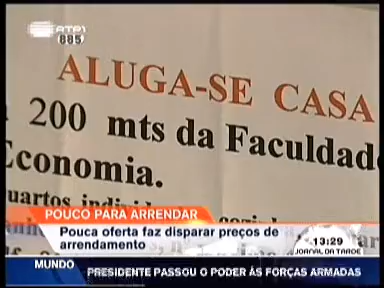 RTP1
885
ALUGA-SE CASA
200 mts da Faculdade
Economia.
POUCO PARA ARRENDAR
Pouca oferta faz disparar preços de
arrendamento
13:29
JORNAL DA TARDE
MUNDO PRESIDENTE PASSOU O PODER ÀS FORÇAS ARMADAS